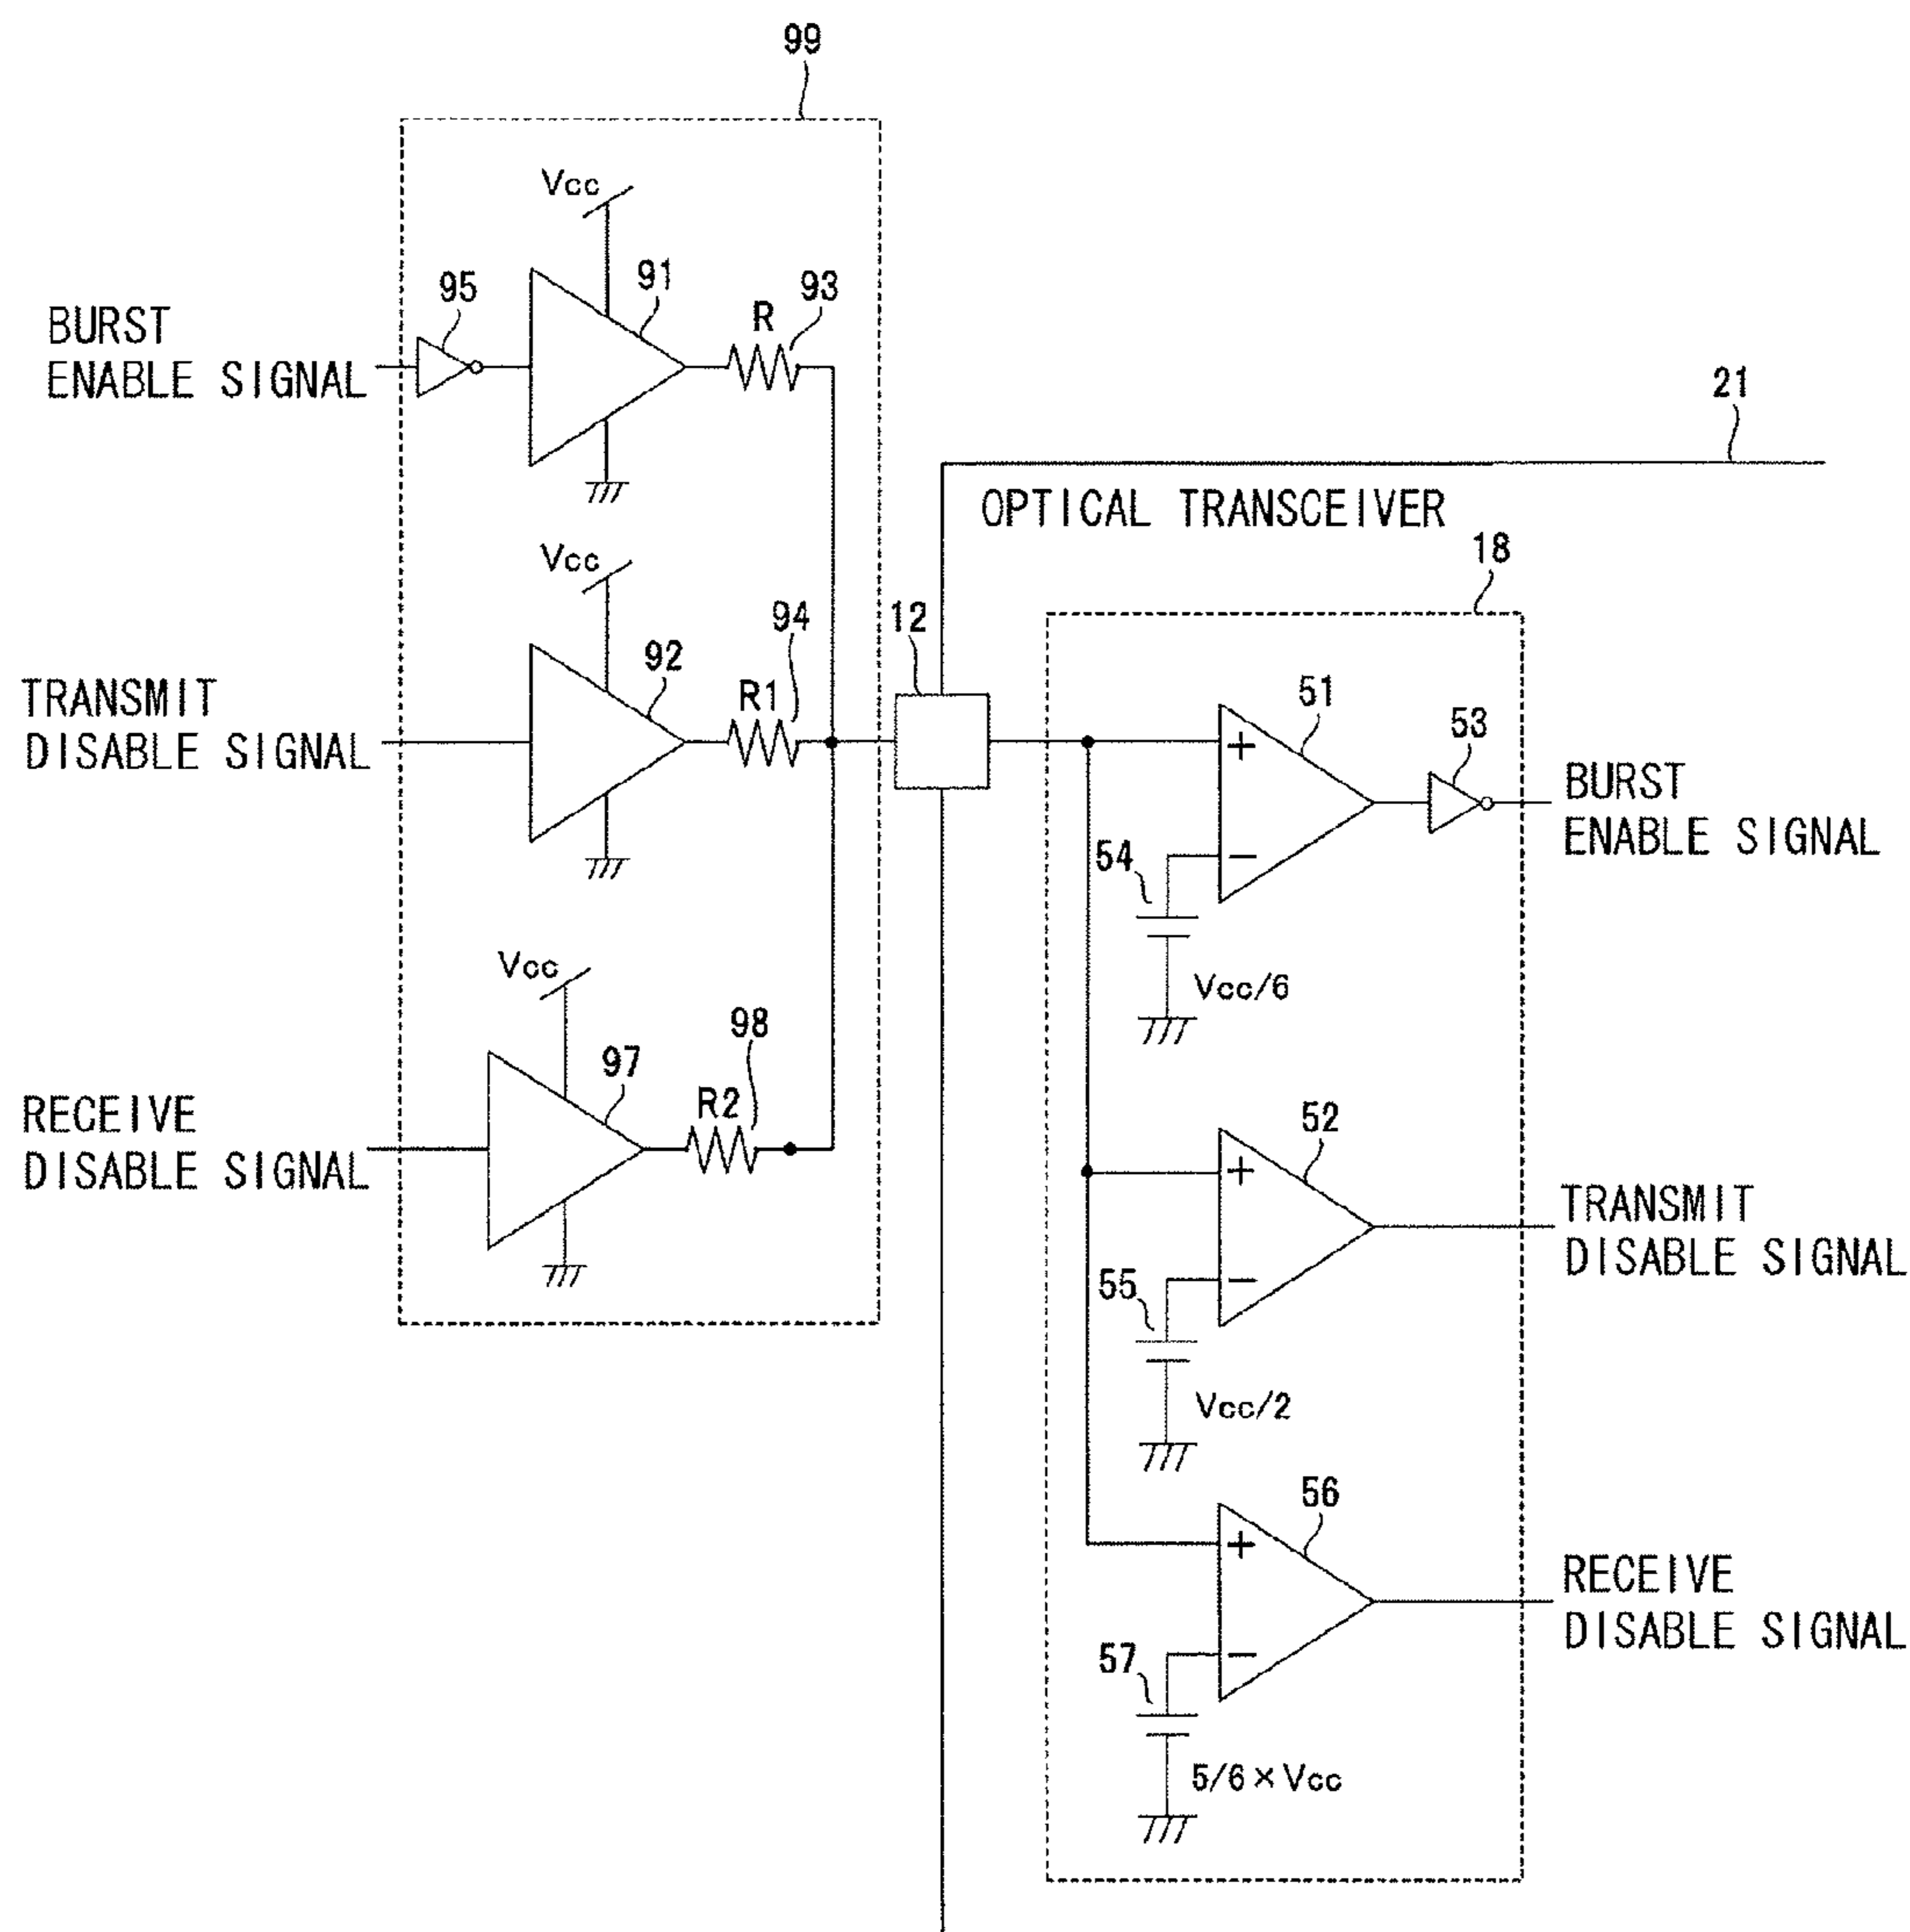 99
Vcc
95
91
R
93
BURST
ENABLE SIGNAL
21
OPTICAL TRANSCEIVER
Vcc
18
94
12
92
R1
TRANSMIT
DISABLE SIGNAL
51
53
+
−
BURST
ENABLE SIGNAL
54
Vcc/6
Vcc
98
97
R2
RECEIVE
DISABLE SIGNAL
52
+
−
TRANSMIT
DISABLE SIGNAL
55
Vcc/2
56
+
−
RECEIVE
DISABLE SIGNAL
57
5/6×Vcc